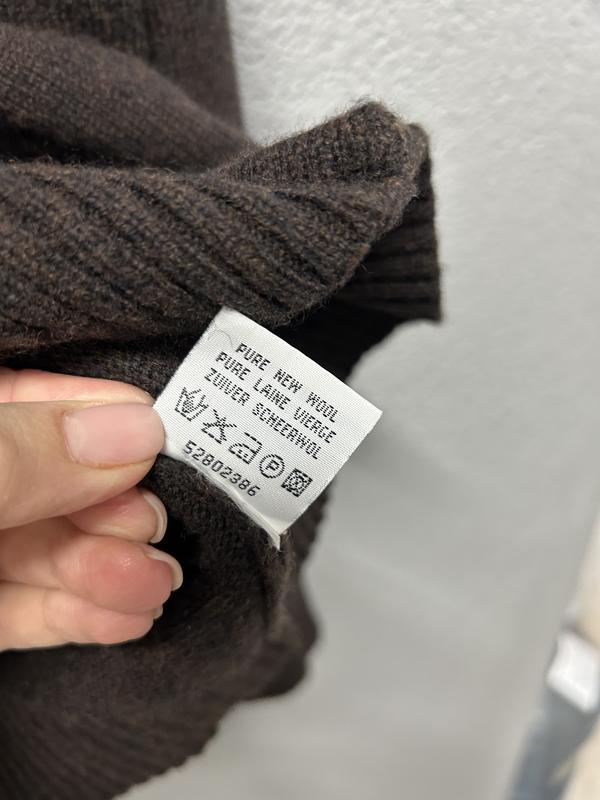 PURE NEW WOOL
PURE LAINE VIERGE
ZUIVER SCHEERWOL
P
52802386